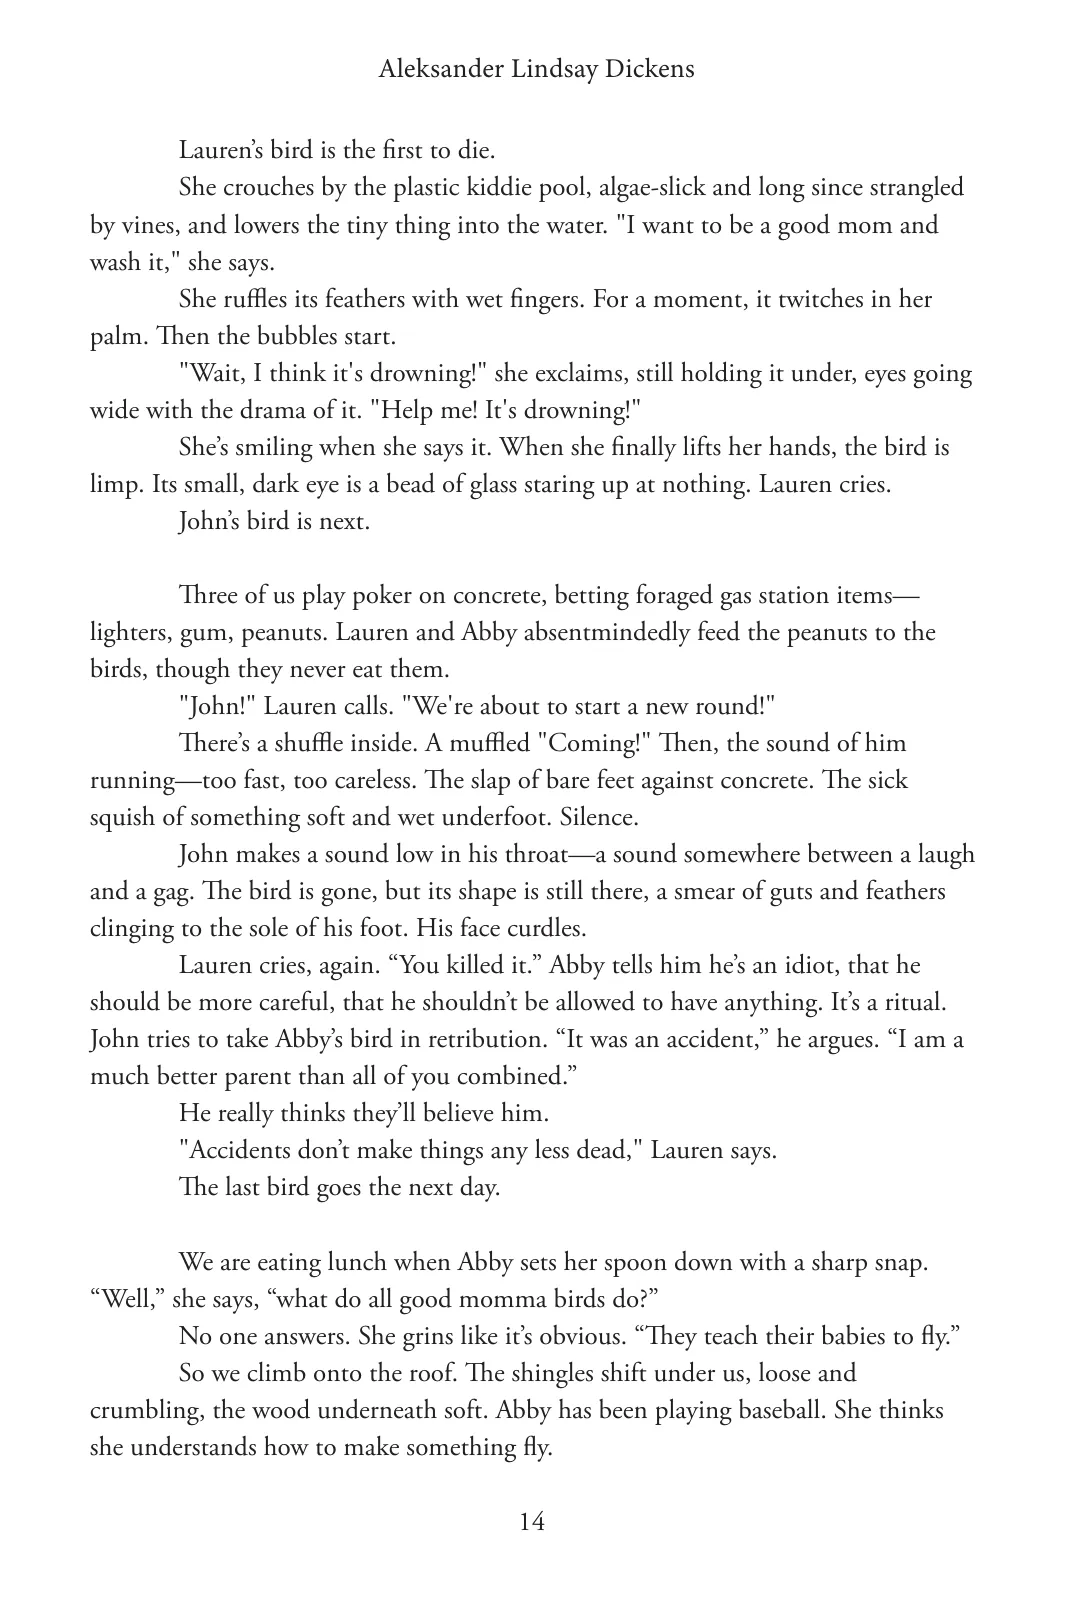 Aleksander Lindsay Dickens
Lauren’s bird is the first to die.
She crouches by the plastic kiddie pool, algae-slick and long since strangled
by vines, and lowers the tiny thing into the water. "I want to be a good mom and
wash it," she says.
She ruffles its feathers with wet fingers. For a moment, it twitches in her
palm. Then the bubbles start.
"Wait, I think it's drowning!" she exclaims, still holding it under, eyes going
wide with the drama of it. "Help me! It's drowning!"
She’s smiling when she says it. When she finally lifts her hands, the bird is
limp. Its small, dark eye is a bead of glass staring up at nothing. Lauren cries.
John’s bird is next.
Three of us play poker on concrete, betting foraged gas station items—
lighters, gum, peanuts. Lauren and Abby absentmindedly feed the peanuts to the
birds, though they never eat them.
"John!" Lauren calls. "We're about to start a new round!"
There’s a shuffle inside. A muffled "Coming!" Then, the sound of him
running—too fast, too careless. The slap of bare feet against concrete. The sick
squish of something soft and wet underfoot. Silence.
John makes a sound low in his throat—a sound somewhere between a laugh
and a gag. The bird is gone, but its shape is still there, a smear of guts and feathers
clinging to the sole of his foot. His face curdles.
Lauren cries, again. “You killed it.” Abby tells him he’s an idiot, that he
should be more careful, that he shouldn’t be allowed to have anything. It’s a ritual.
John tries to take Abby’s bird in retribution. “It was an accident,” he argues. “I am a
much better parent than all of you combined.”
He really thinks they’ll believe him.
"Accidents don’t make things any less dead," Lauren says.
The last bird goes the next day.
We are eating lunch when Abby sets her spoon down with a sharp snap.
“Well,” she says, “what do all good momma birds do?”
No one answers. She grins like it’s obvious. “They teach their babies to fly.”
So we climb onto the roof. The shingles shift under us, loose and
crumbling, the wood underneath soft. Abby has been playing baseball. She thinks
she understands how to make something fly.
14